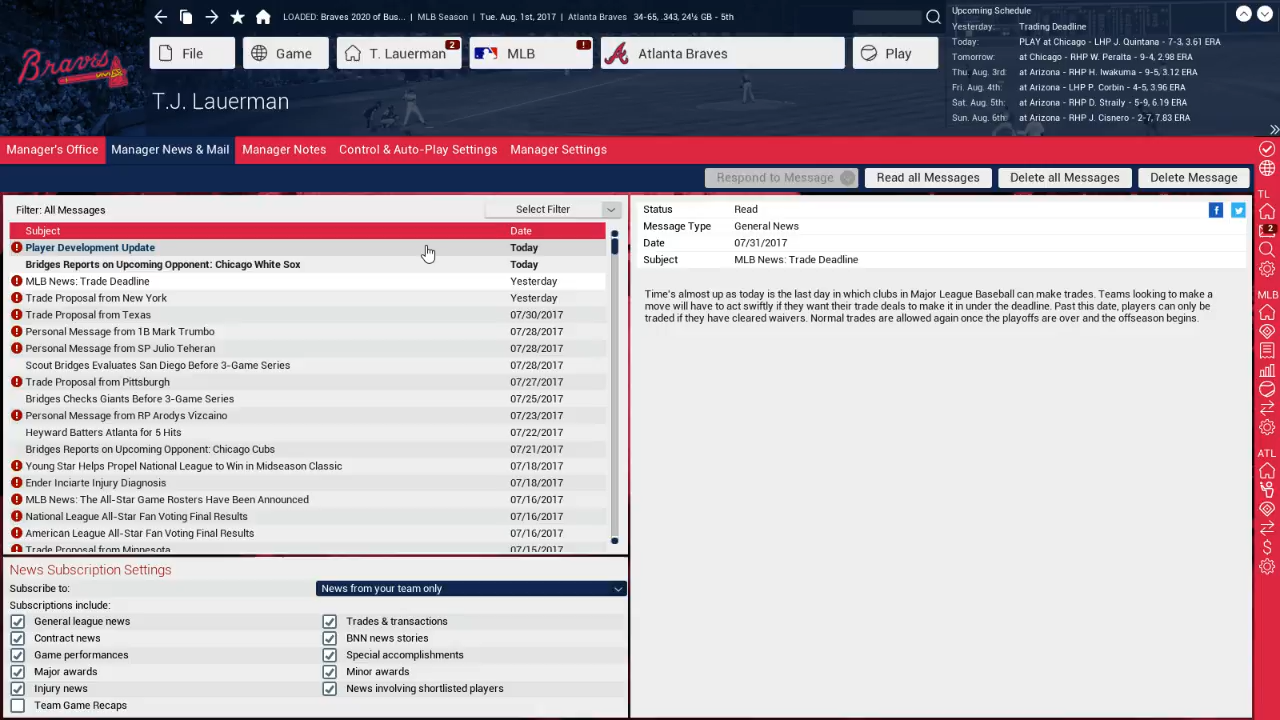 LOADED: Braves 2020 of Bus... | MLB Season | Tue. Aug. 1st, 2017 | Atlanta Braves 34-65, .343, 24½ GB - 5th
Upcoming Schedule
Yesterday: Trading Deadline
Today: PLAY at Chicago - LHP J. Quintana - 7-3, 3.61 ERA
Tomorrow: at Chicago - RHP W. Peralta - 9-4, 2.98 ERA
Thu. Aug. 3rd: at Arizona - RHP H. Iwakuma - 9-5, 3.12 ERA
Fri. Aug. 4th: at Arizona - LHP P. Corbin - 4-5, 3.96 ERA
Sat. Aug. 5th: at Arizona - RHP D. Straily - 5-9, 6.19 ERA
Sun. Aug. 6th: at Arizona - RHP J. Cisnero - 2-7, 7.83 ERA
Braves
File
Game
T. Lauerman 2
MLB !
Atlanta Braves
Play
T.J. Lauerman
Manager's Office Manager News & Mail Manager Notes Control & Auto-Play Settings Manager Settings
Respond to Message Read all Messages Delete all Messages Delete Message
Filter: All Messages Select Filter
Subject Date
Player Development Update Today
Bridges Reports on Upcoming Opponent: Chicago White Sox Today
MLB News: Trade Deadline Yesterday
Trade Proposal from New York Yesterday
Trade Proposal from Texas 07/30/2017
Personal Message from 1B Mark Trumbo 07/28/2017
Personal Message from SP Julio Teheran 07/28/2017
Scout Bridges Evaluates San Diego Before 3-Game Series 07/28/2017
Trade Proposal from Pittsburgh 07/27/2017
Bridges Checks Giants Before 3-Game Series 07/25/2017
Personal Message from RP Arodys Vizcaino 07/23/2017
Heyward Batters Atlanta for 5 Hits 07/22/2017
Bridges Reports on Upcoming Opponent: Chicago Cubs 07/21/2017
Young Star Helps Propel National League to Win in Midseason Classic 07/18/2017
Ender Inciarte Injury Diagnosis 07/18/2017
MLB News: The All-Star Game Rosters Have Been Announced 07/16/2017
National League All-Star Fan Voting Final Results 07/16/2017
American League All-Star Fan Voting Final Results 07/16/2017
Trade Proposal from Minnesota 07/15/2017
Status Read
Message Type General News
Date 07/31/2017
Subject MLB News: Trade Deadline
Time's almost up as today is the last day in which clubs in Major League Baseball can make trades. Teams looking to make a
move will have to act swiftly if they want their trade deals to make it in under the deadline. Past this date, players can only be
traded if they have cleared waivers. Normal trades are allowed again once the playoffs are over and the offseason begins.
News Subscription Settings
Subscribe to: News from your team only
Subscriptions include:
General league news Trades & transactions
Contract news BNN news stories
Game performances Special accomplishments
Major awards Minor awards
Injury news News involving shortlisted players
Team Game Recaps
TL
2
MLB
ATL